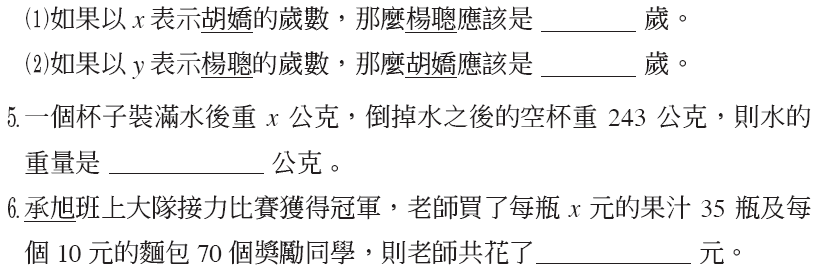 ⑴如果以 x 表示胡嬌的歲數，那麼楊聰應該是 ________ 歲。
⑵如果以 y 表示楊聰的歲數，那麼胡嬌應該是 ________ 歲。
5.一個杯子裝滿水後重 x 公克，倒掉水之後的空杯重 243 公克，則水的
重量是 ____________ 公克。
6.承旭班上大隊接力比賽獲得冠軍，老師買了每瓶 x 元的果汁 35 瓶及每
個 10 元的麵包 70 個獎勵同學，則老師共花了____________ 元。